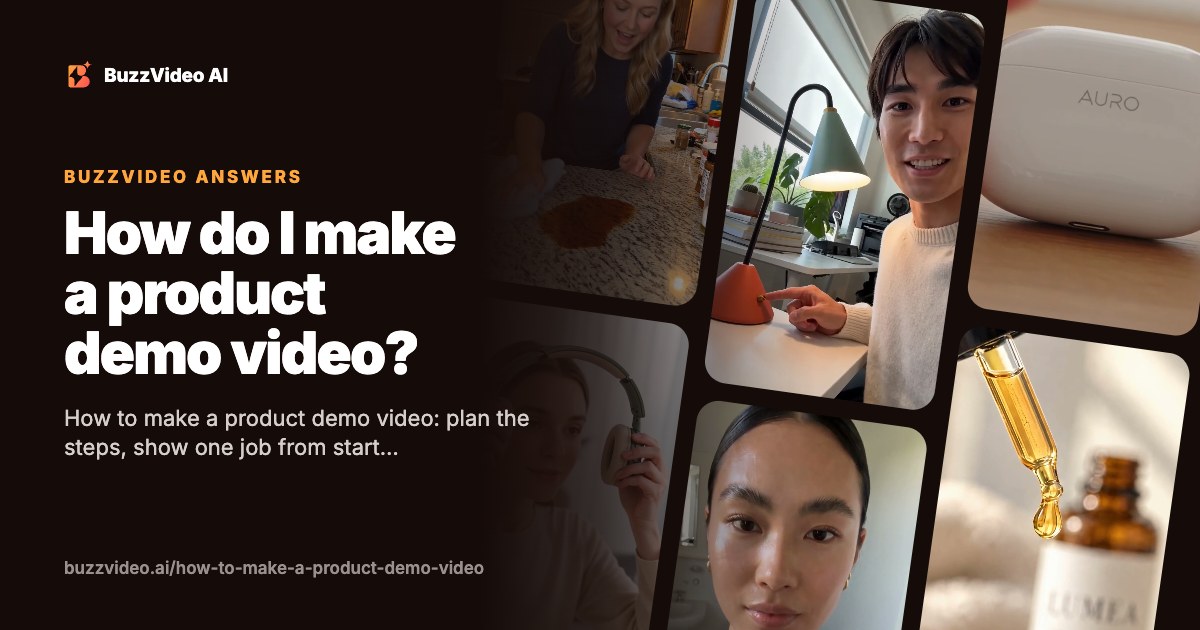 BuzzVideo AI
BUZZVIDEO ANSWERS
How do I make
a product
demo video?
How to make a product demo video: plan the
steps, show one job from start...
buzzvideo.ai/how-to-make-a-product-demo-video
AURO
LUMEA